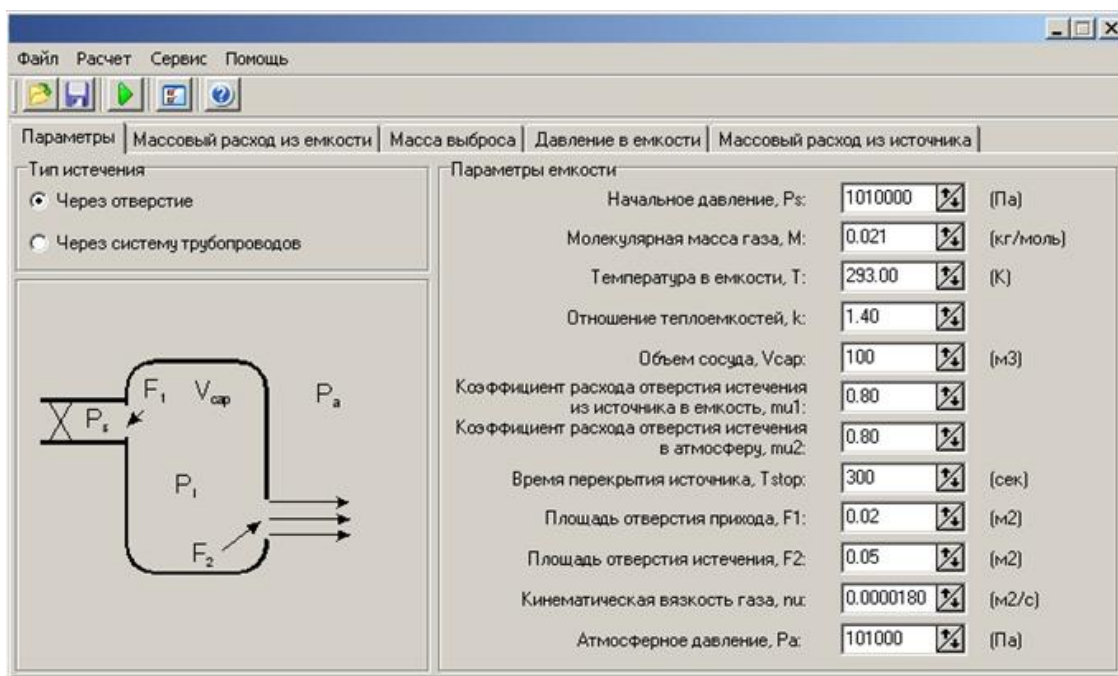 Файл Расчет Сервис Помощь
Параметры Массовый расход из емкости Масса выброса Давление в емкости Массовый расход из источника
Тип истечения
Через отверстие
Через систему трубопроводов
F1 Vcap Pa
Ps
P1
F2
Параметры емкости
Начальное давление, Ps: 1010000 (Па)
Молекулярная масса газа, M: 0.021 (кг/моль)
Температура в емкости, T: 293.00 (K)
Отношение теплоемкостей, k: 1.40
Объем сосуда, Vcap: 100 (м3)
Коэффициент расхода отверстия истечения
из источника в емкость, mu1: 0.80
Коэффициент расхода отверстия истечения
в атмосферу, mu2: 0.80
Время перекрытия источника, Tstop: 300 (сек)
Площадь отверстия прихода, F1: 0.02 (м2)
Площадь отверстия истечения, F2: 0.05 (м2)
Кинематическая вязкость газа, nu: 0.0000180 (м2/с)
Атмосферное давление, Pa: 101000 (Па)